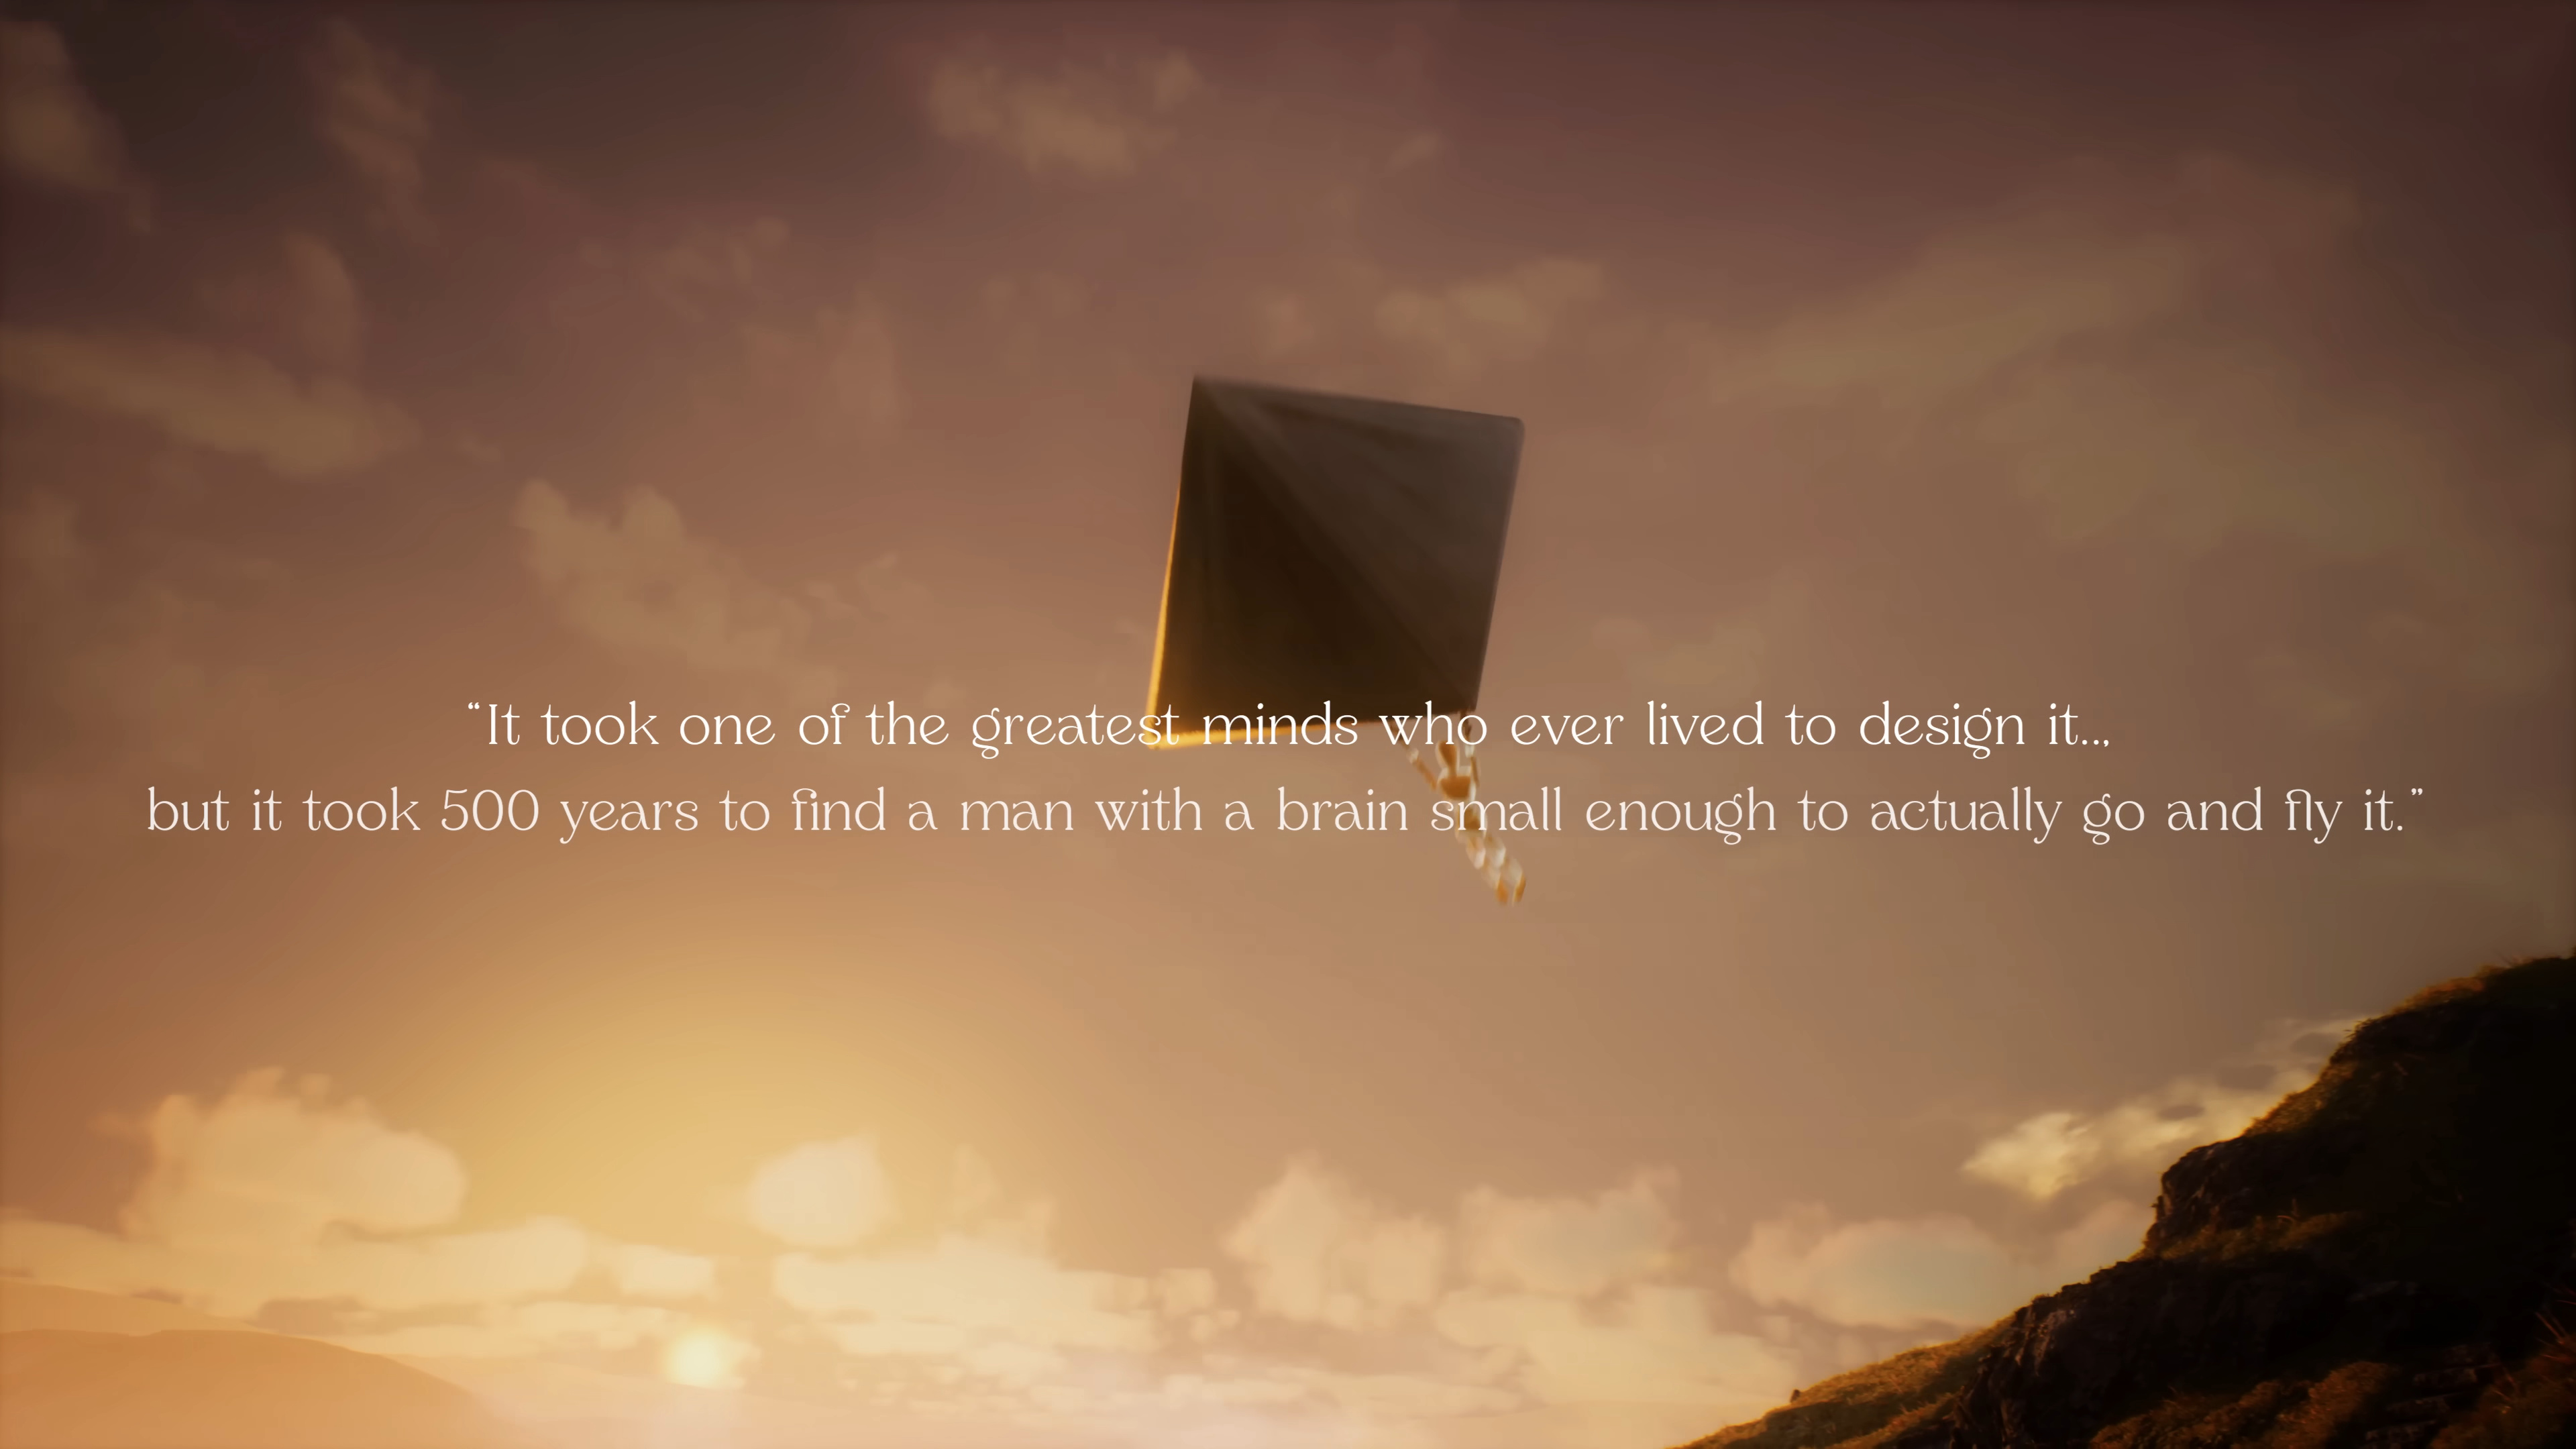 “It took one of the greatest minds who ever lived to design it..,
but it took 500 years to find a man with a brain small enough to actually go and fly it.”